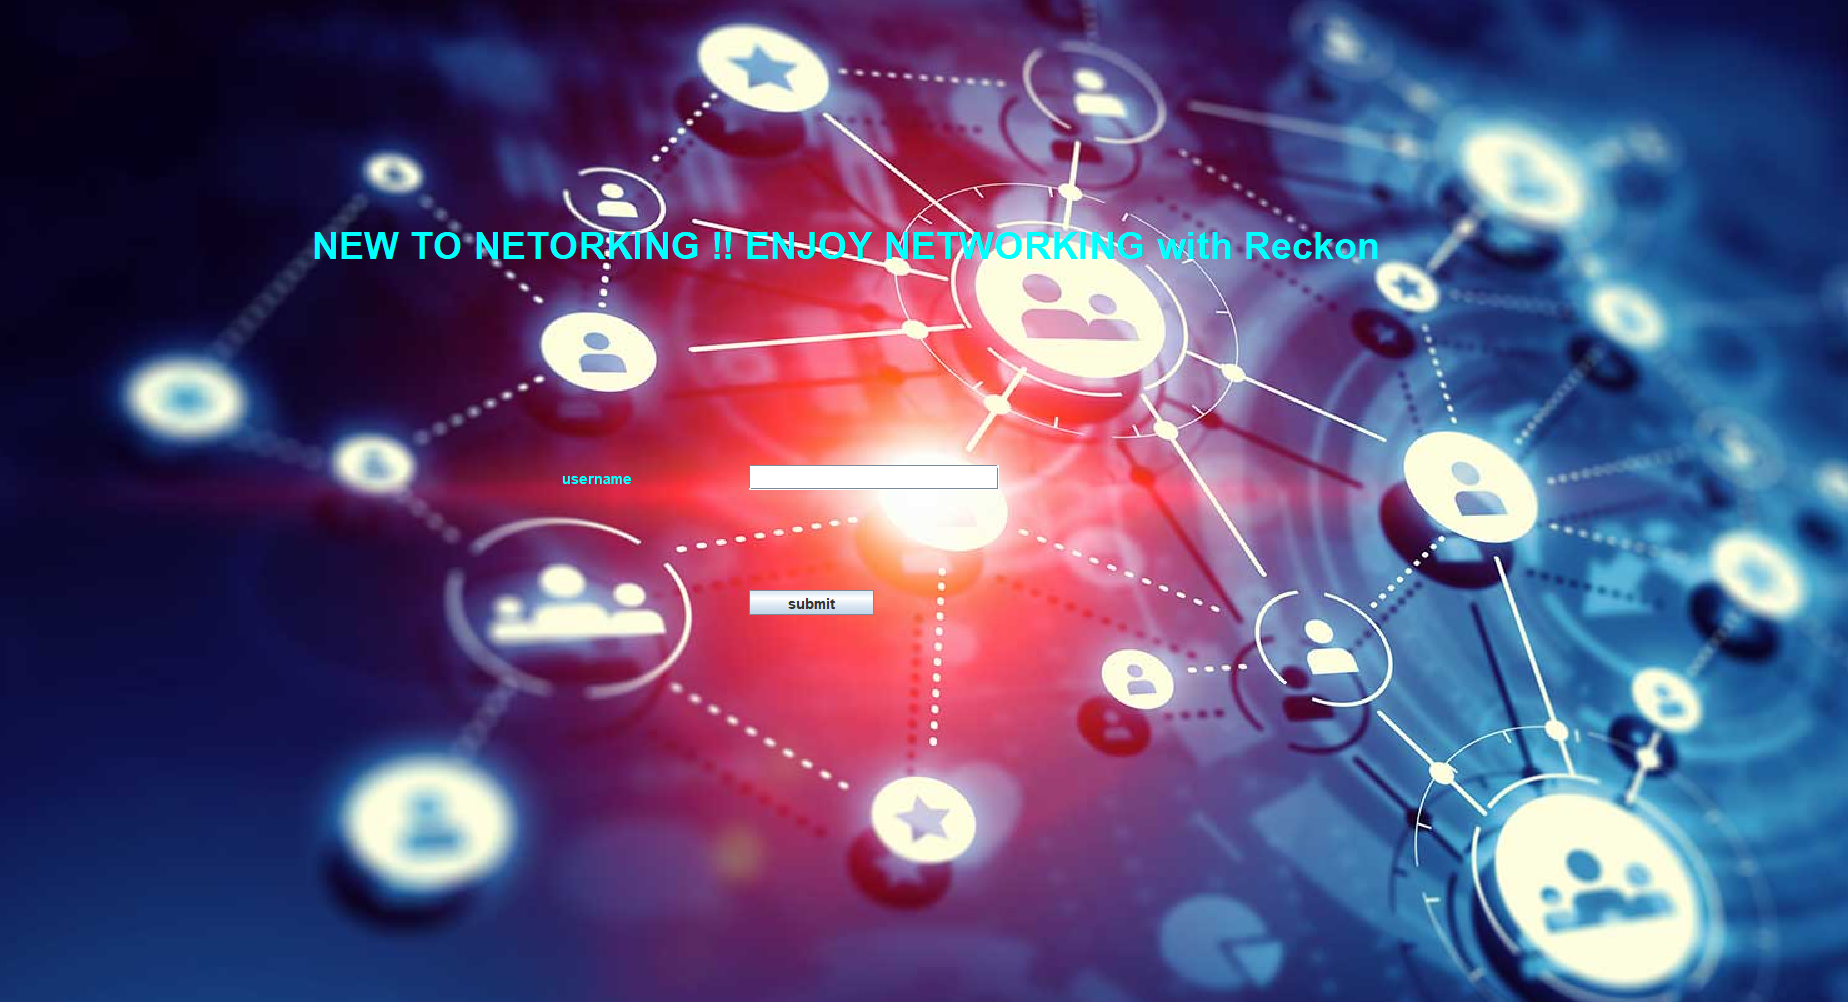 NEW TO NETORKING !! ENJOY NETWORKING with Reckon
username
submit